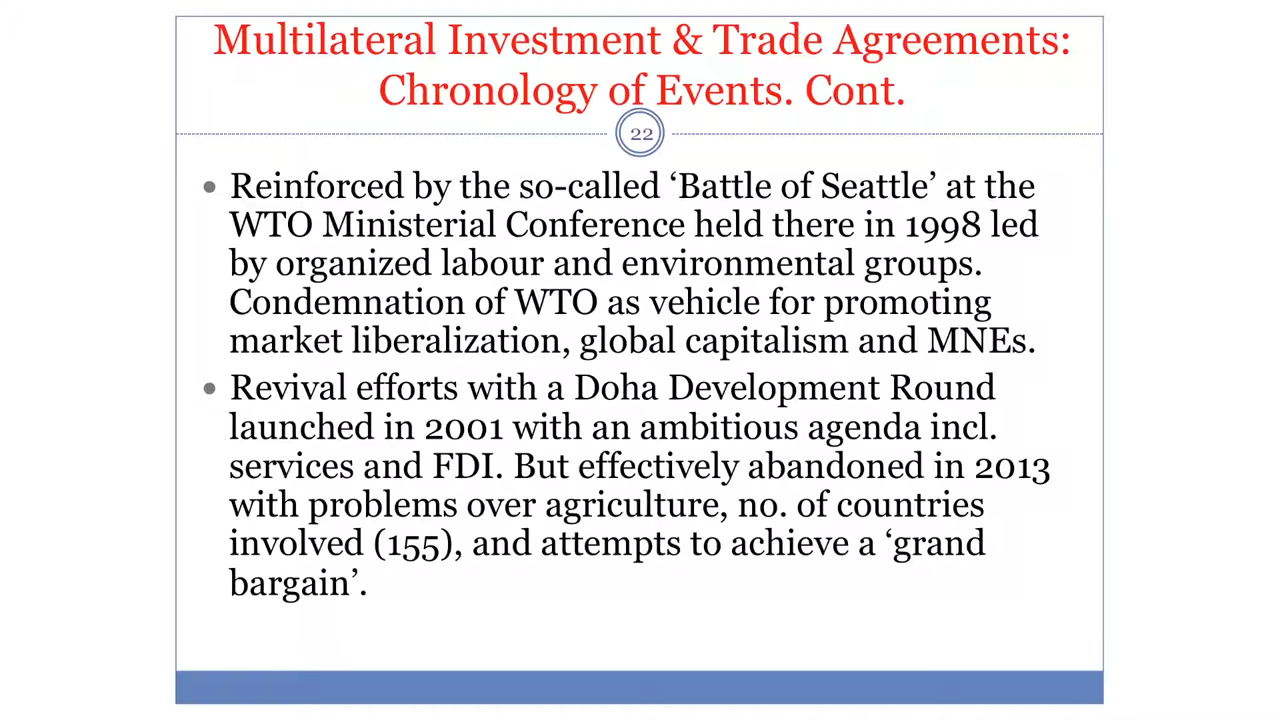 Multilateral Investment & Trade Agreements:
Chronology of Events. Cont.
22
• Reinforced by the so-called ‘Battle of Seattle’ at the
WTO Ministerial Conference held there in 1998 led
by organized labour and environmental groups.
Condemnation of WTO as vehicle for promoting
market liberalization, global capitalism and MNEs.
• Revival efforts with a Doha Development Round
launched in 2001 with an ambitious agenda incl.
services and FDI. But effectively abandoned in 2013
with problems over agriculture, no. of countries
involved (155), and attempts to achieve a ‘grand
bargain’.